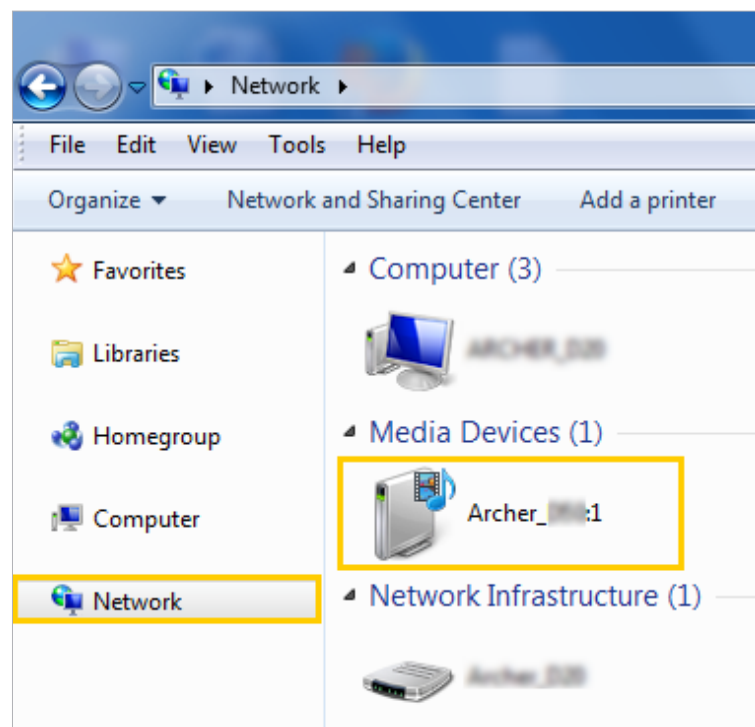 Network
File Edit View Tools Help
Organize Network and Sharing Center Add a printer
Favorites
Libraries
Homegroup
Computer
Network
Computer (3)
Media Devices (1)
Archer_ :1
Network Infrastructure (1)